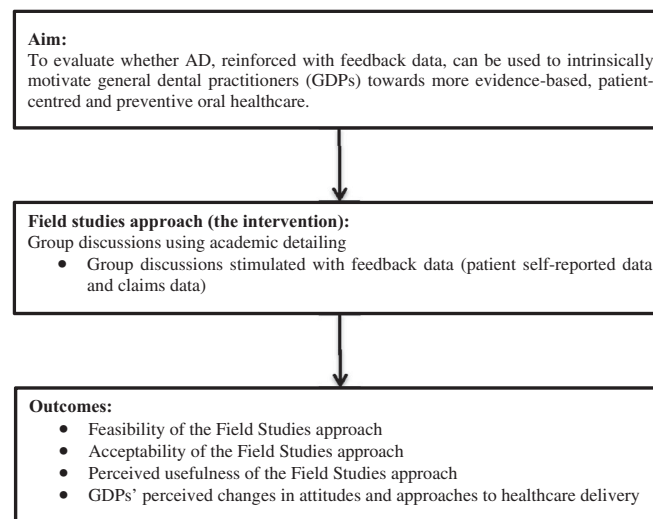 Aim:
To evaluate whether AD, reinforced with feedback data, can be used to intrinsically
motivate general dental practitioners (GDPs) towards more evidence-based, patient-
centred and preventive oral healthcare.
Field studies approach (the intervention):
Group discussions using academic detailing
• Group discussions stimulated with feedback data (patient self-reported data
and claims data)
Outcomes:
• Feasibility of the Field Studies approach
• Acceptability of the Field Studies approach
• Perceived usefulness of the Field Studies approach
• GDPs' perceived changes in attitudes and approaches to healthcare delivery